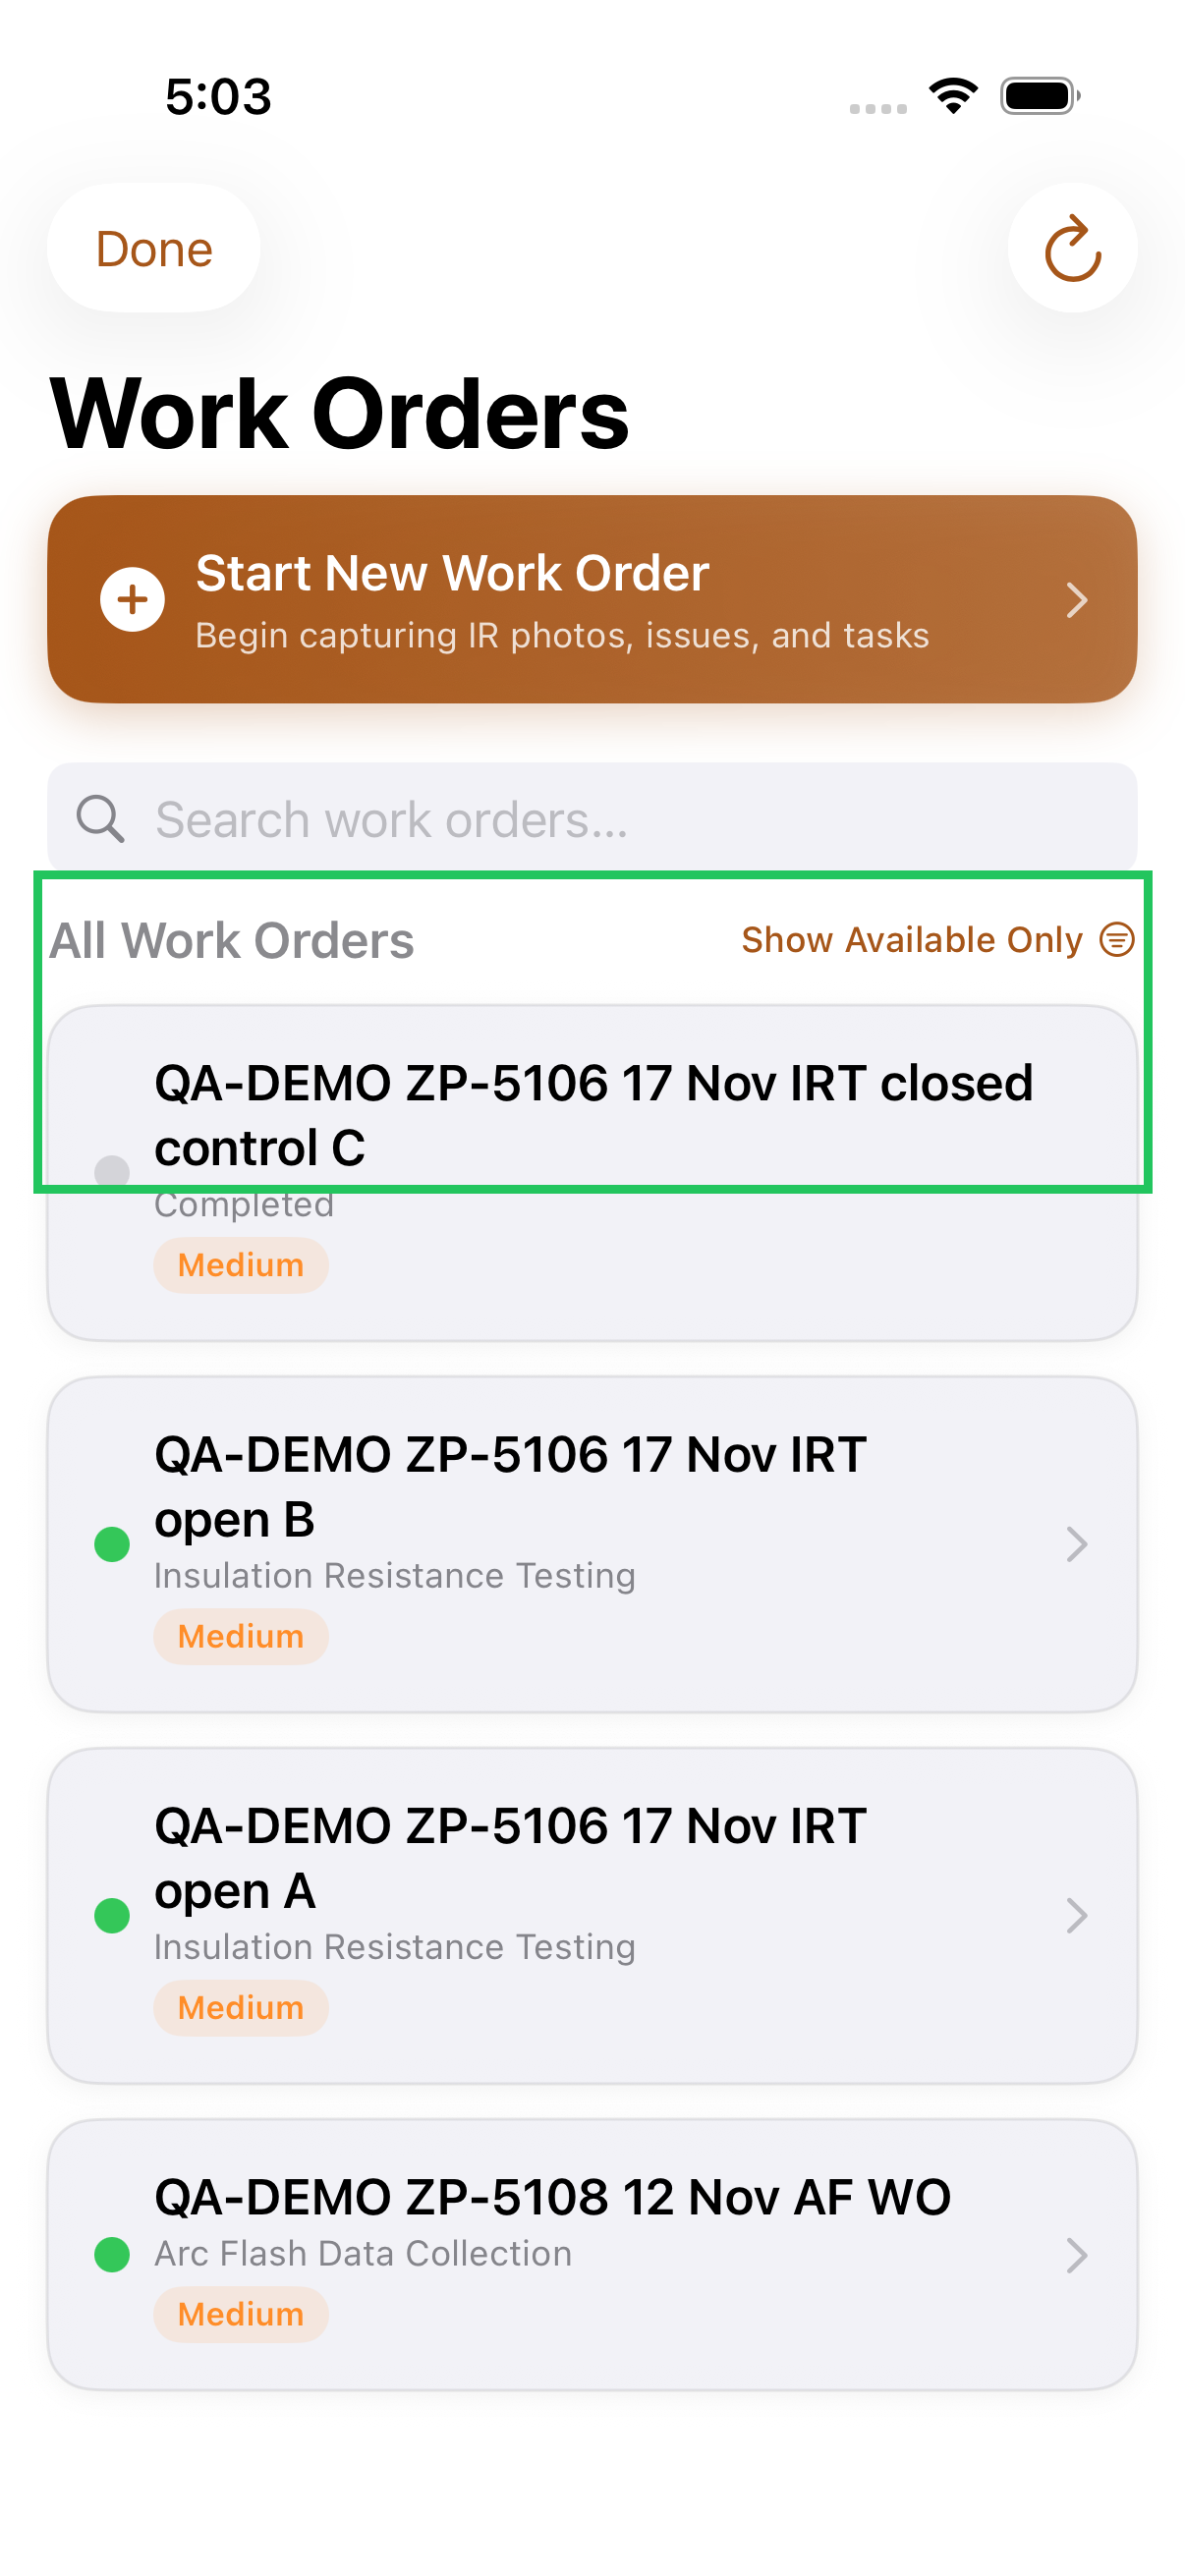 5:03
Done
Work Orders
Start New Work Order
Begin capturing IR photos, issues, and tasks
Search work orders...
All Work Orders
Show Available Only
QA-DEMO ZP-5106 17 Nov IRT closed
control C
Completed
Medium
QA-DEMO ZP-5106 17 Nov IRT
open B
Insulation Resistance Testing
Medium
QA-DEMO ZP-5106 17 Nov IRT
open A
Insulation Resistance Testing
Medium
QA-DEMO ZP-5108 12 Nov AF WO
Arc Flash Data Collection
Medium